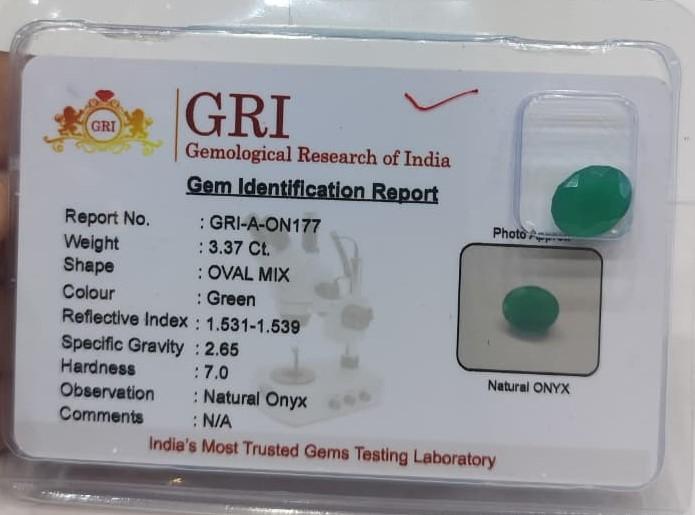 GRI
GRI
Gemological Research of India
Gem Identification Report
Report No. : GRI-A-ON177
Weight : 3.37 Ct.
Shape : OVAL MIX
Colour : Green
Reflective Index : 1.531-1.539
Specific Gravity : 2.65
Hardness : 7.0
Observation : Natural Onyx
Comments : N/A
Photo
Natural ONYX
India's Most Trusted Gems Testing Laboratory